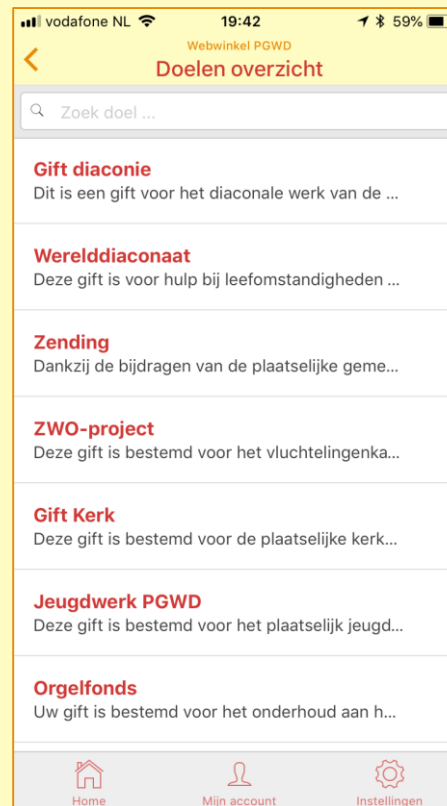 vodafone NL 19:42 59%
Webwinkel PGWD
Doelen overzicht
Zoek doel ...
Gift diaconie
Dit is een gift voor het diaconale werk van de ...
Werelddiaconaat
Deze gift is voor hulp bij leefomstandigheden ...
Zending
Dankzij de bijdragen van de plaatselijke geme...
ZWO-project
Deze gift is bestemd voor het vluchtelingenka...
Gift Kerk
Deze gift is bestemd voor de plaatselijke kerk...
Jeugdwerk PGWD
Deze gift is bestemd voor het plaatselijk jeugd...
Orgelfonds
Uw gift is bestemd voor het onderhoud aan h...
Home Mijn account Instellingen